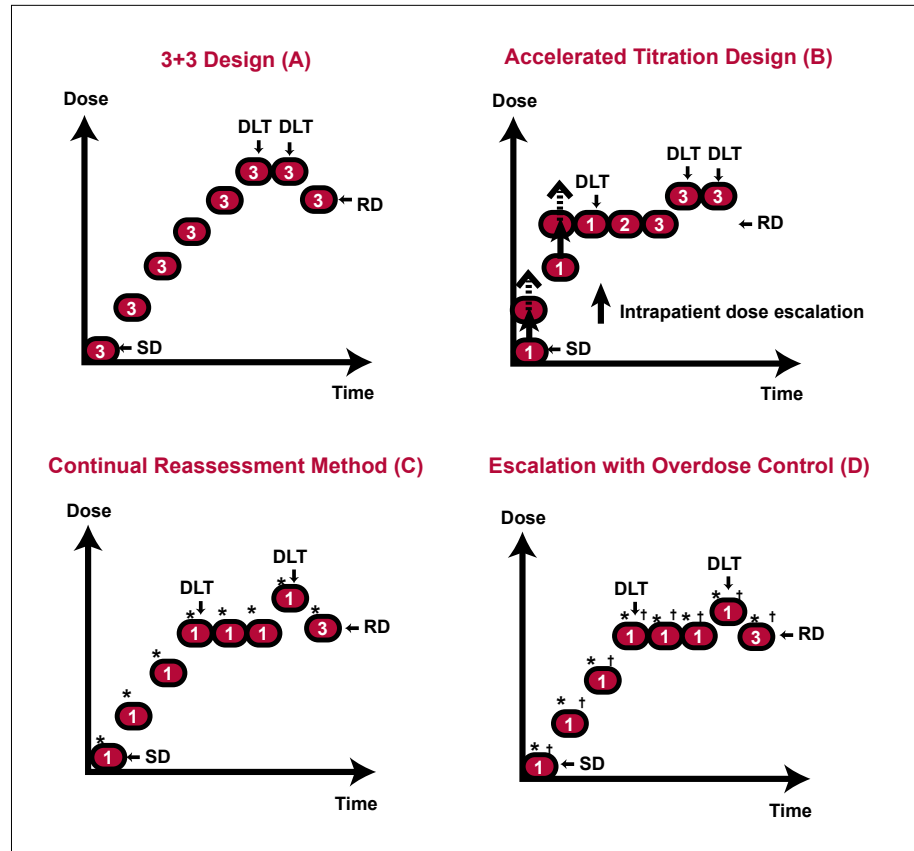 3+3 Design (A)
Dose
DLT DLT
3 3
3 3
3
3
3
3
3
← RD
← SD
Time
Accelerated Titration Design (B)
Dose
DLT DLT
DLT
3 3
1 2 3
← RD
1
Intrapatient dose escalation
1
← SD
Time
Continual Reassessment Method (C)
Dose
DLT
DLT
* * * *
1
*
1 1 1
3
← RD
*
1
*
1
*
1
← SD
Time
Escalation with Overdose Control (D)
Dose
DLT
DLT
* †
1
* † * † * † * †
1 1 1 3
← RD
* †
1
* †
1
* †
1
← SD
Time